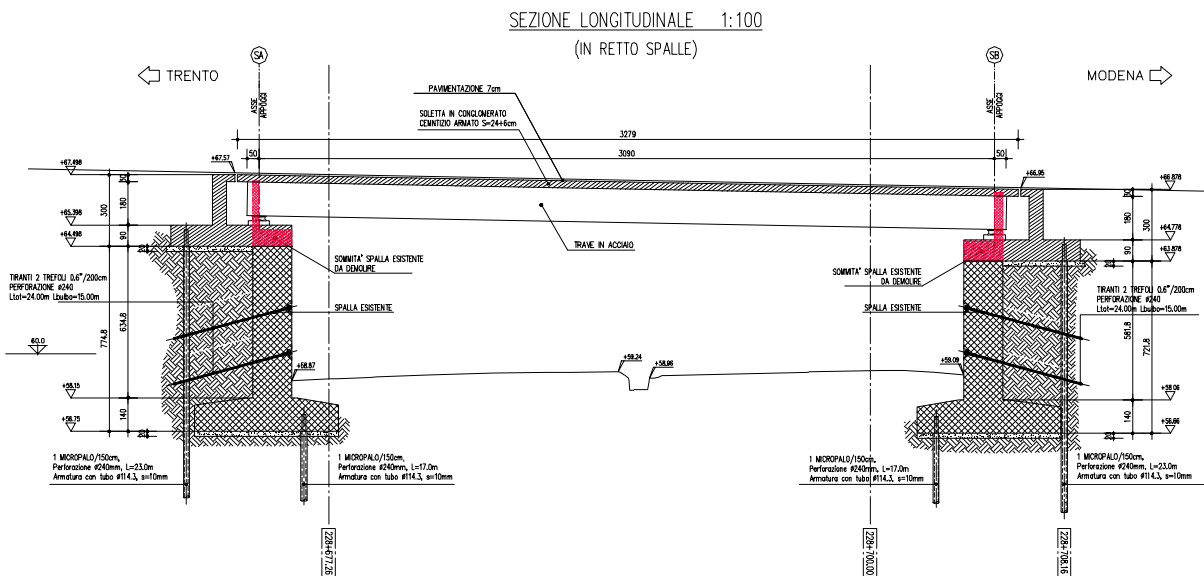 SEZIONE LONGITUDINALE 1:100
(IN RETTO SPALLE)
SA
SB
TRENTO
MODENA
ASSE
APPOGGI
ASSE
APPOGGI
PAVIMENTAZIONE 7cm
SOLETTA IN CONGLOMERATO
CEMNTIZIO ARMATO S=24+6cm
3279
50
3090
50
+67.57
+66.95
+67.498
+65.398
+64.498
30
180
300
90
20
+66.878
+64.778
+63.878
30
180
300
90
20
TRAVE IN ACCIAIO
SOMMITA' SPALLA ESISTENTE
DA DEMOLIRE
SOMMITA' SPALLA ESISTENTE
DA DEMOLIRE
TIRANTI 2 TREFOLI 0.6"/200cm
PERFORAZIONE ø240
Ltot=24.00m Lbulbo=15.00m
TIRANTI 2 TREFOLI 0.6"/200cm
PERFORAZIONE ø240
Ltot=24.00m Lbulbo=15.00m
SPALLA ESISTENTE
SPALLA ESISTENTE
60.0
774.8
634.8
581.8
721.8
+58.87
+59.24
+58.96
+59.09
+58.15
+58.06
140
140
+56.75
+56.66
20
20
1 MICROPALO/150cm,
Perforazione ø240mm, L=23.0m
Armatura con tubo ø114.3, s=10mm
1 MICROPALO/150cm,
Perforazione ø240mm, L=17.0m
Armatura con tubo ø114.3, s=10mm
1 MICROPALO/150cm,
Perforazione ø240mm, L=17.0m
Armatura con tubo ø114.3, s=10mm
1 MICROPALO/150cm,
Perforazione ø240mm, L=23.0m
Armatura con tubo ø114.3, s=10mm
228+677.26
228+700.00
228+708.16